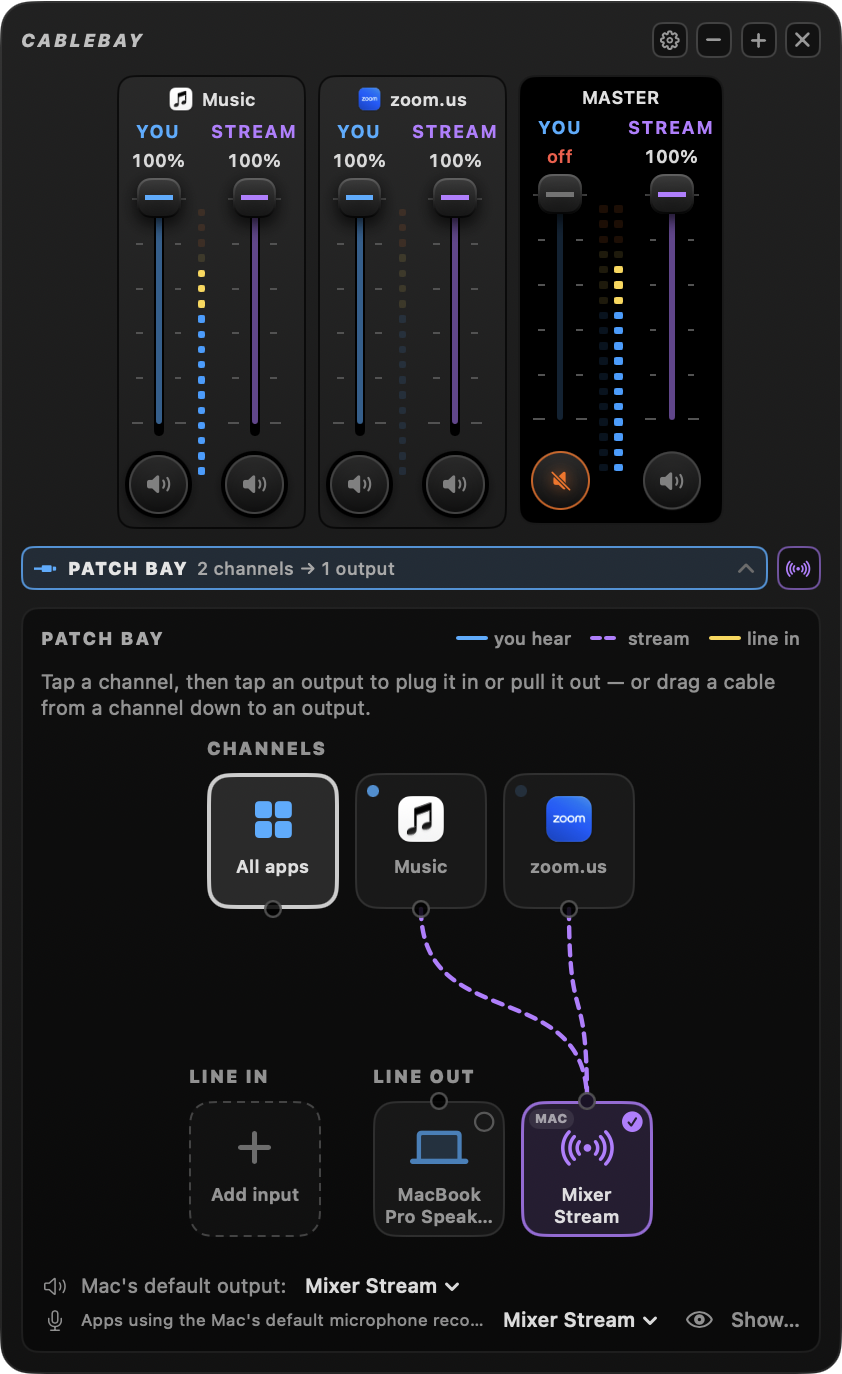 CABLEBAY
Music
zoom
zoom.us
MASTER
YOU STREAM
YOU STREAM
YOU STREAM
100% 100%
100% 100%
off 100%
PATCH BAY 2 channels → 1 output
PATCH BAY
you hear stream line in
Tap a channel, then tap an output to plug it in or pull it out — or drag a cable
from a channel down to an output.
CHANNELS
All apps
Music
zoom
zoom.us
LINE IN
LINE OUT
Add input
MacBook
Pro Speak...
MAC
Mixer
Stream
Mac's default output: Mixer Stream
Apps using the Mac's default microphone reco... Mixer Stream Show...